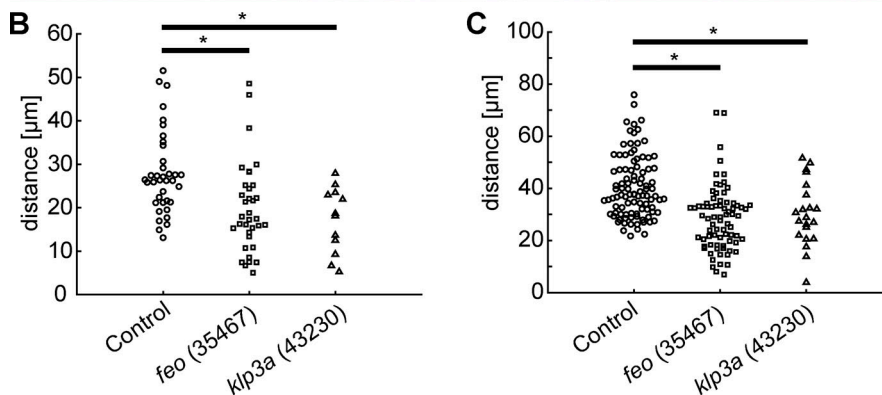 B
*
*
distance [µm]
60
50
40
30
20
10
0
Control
feo (35467)
klp3a (43230)
C
*
*
distance [µm]
100
80
60
40
20
0
Control
feo (35467)
klp3a (43230)